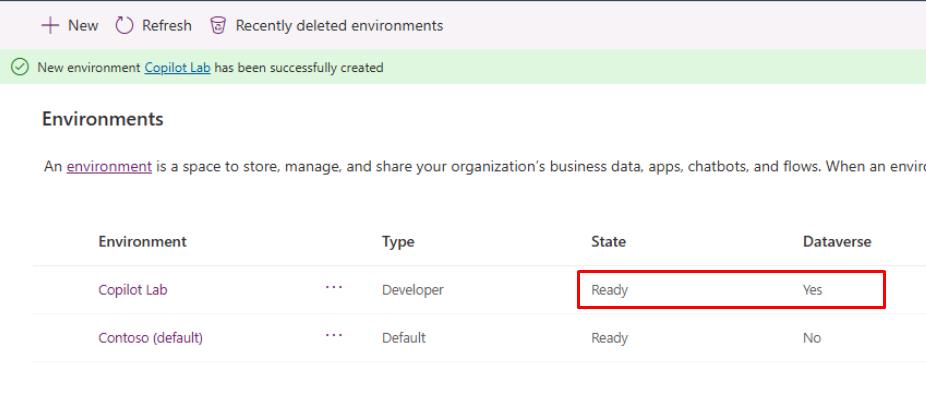 New Refresh Recently deleted environments
New environment Copilot Lab has been successfully created
Environments
An environment is a space to store, manage, and share your organization's business data, apps, chatbots, and flows. When an
Environment Type State Dataverse
Copilot Lab ... Developer Ready Yes
Contoso (default) ... Default Ready No